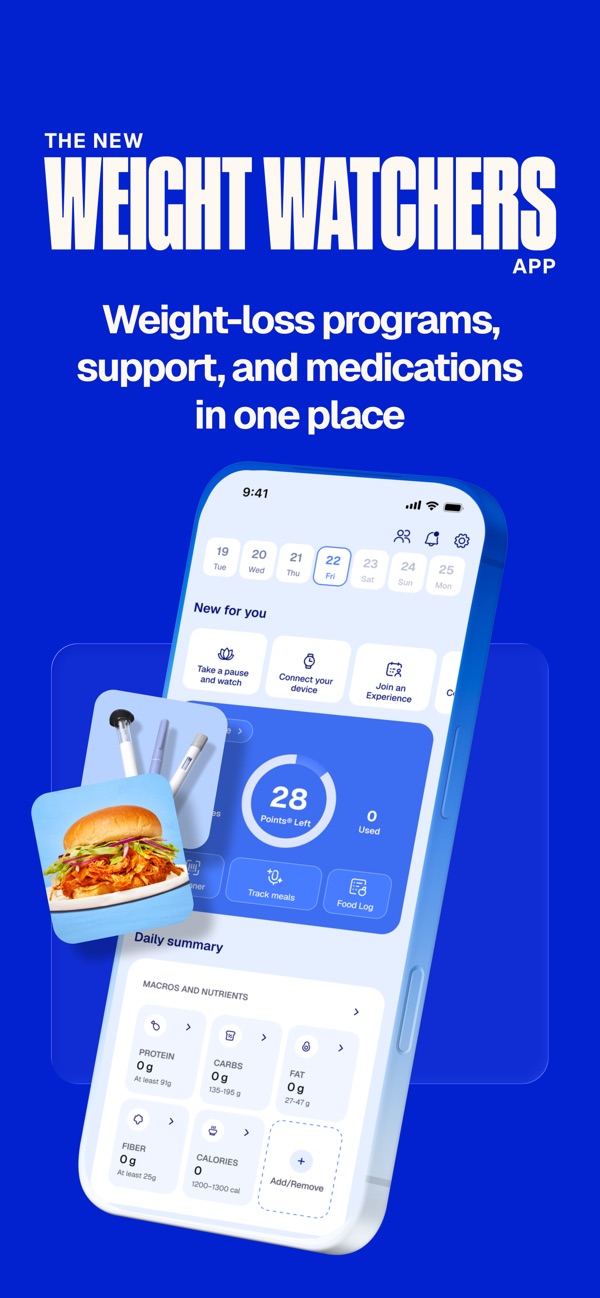 THE NEW
WEIGHT WATCHERS
APP
Weight-loss programs,
support, and medications
in one place
9:41
19
Tue
20
Wed
21
Thu
22
Fri
23
Sat
24
Sun
25
Mon
New for you
Take a pause
and watch
Connect your
device
Join an
Experience
28
Points® Left
0
Used
Track meals
Food Log
Daily summary
MACROS AND NUTRIENTS
PROTEIN
0 g
At least 91g
CARBS
0 g
135-195 g
FAT
0 g
27-47 g
FIBER
0 g
At least 25g
CALORIES
0
1200–1300 cal
Add/Remove